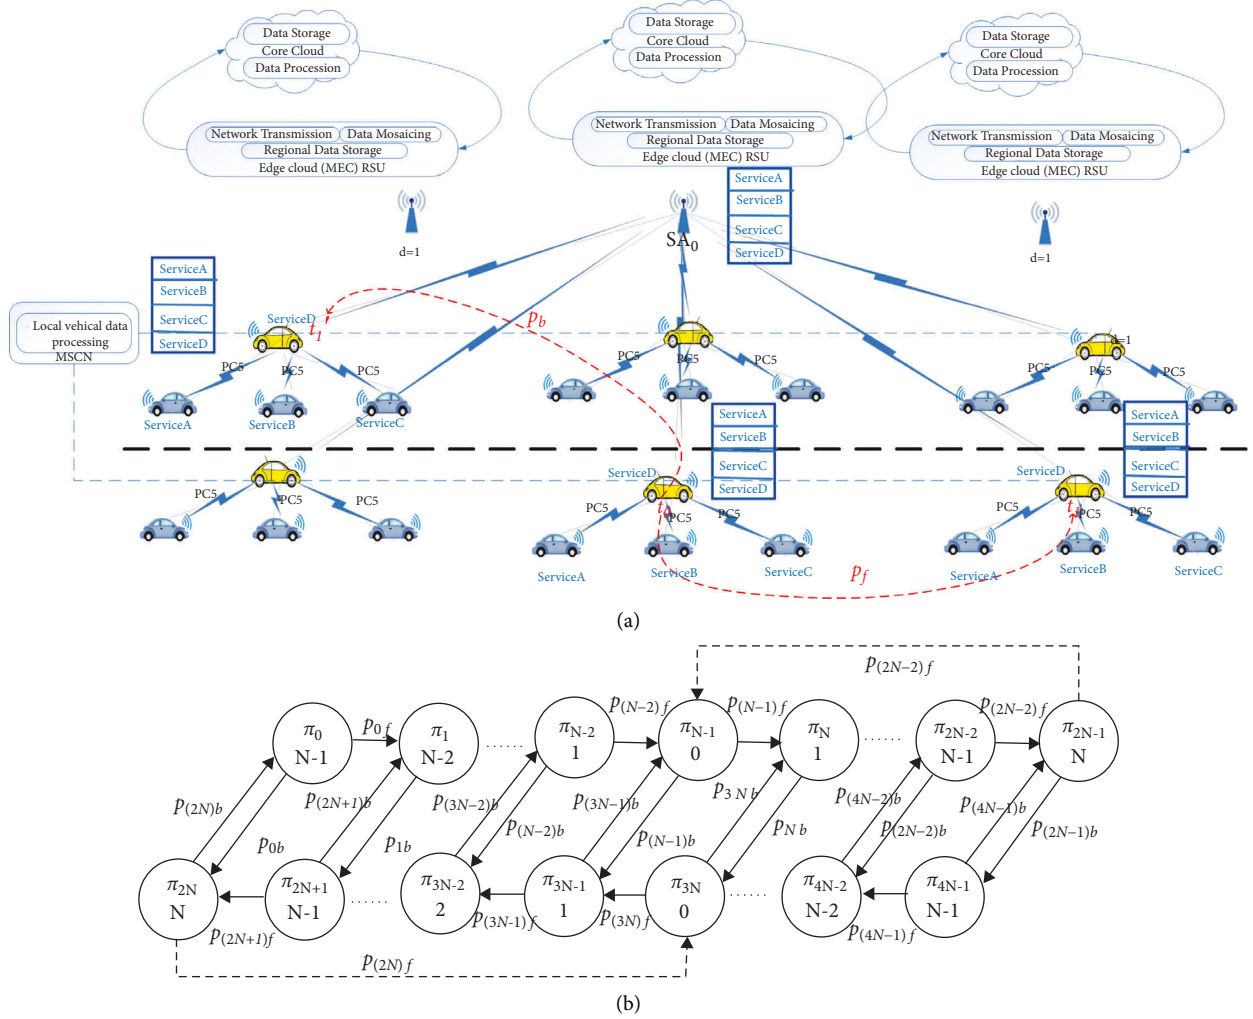 Data Storage
Core Cloud
Data Procession
Data Storage
Core Cloud
Data Procession
Data Storage
Core Cloud
Data Procession
Network Transmission Data Mosaicing
Regional Data Storage
Edge cloud (MEC) RSU
Network Transmission Data Mosaicing
Regional Data Storage
Edge cloud (MEC) RSU
Network Transmission Data Mosaicing
Regional Data Storage
Edge cloud (MEC) RSU
ServiceA
ServiceB
ServiceC
ServiceD
SA0
d=1
d=1
ServiceA
ServiceB
ServiceC
ServiceD
Local vehical data
processing
MSCN
ServiceD
t1
pb
d=1
PC5 PC5 PC5
PC5 PC5 PC5
PC5 PC5 PC5
ServiceA ServiceB ServiceC
ServiceA
ServiceB
ServiceC
ServiceD
ServiceA
ServiceB
ServiceC
ServiceD
ServiceD
ServiceD
PC5 PC5 PC5
PC5 PC5 PC5
PC5 PC5 PC5
t
t
ServiceA ServiceB ServiceC
ServiceA ServiceB ServiceC
pf
(a)
p(2N−2) f
π0 N-1
p0 f
π1 N-2
......
πN-2 1
p(N−2) f
πN-1 0
p(N−1) f
πN 1
......
π2N-2 N-1
p(2N−2) f
π2N-1 N
p(2N)b
p(2N+1)b
p(3N−2)b
p(3N−1)b
p3 N b
p(4N−2)b
p(4N−1)b
p0b
p1b
p(N−2)b
p(N−1)b
pN b
p(2N−2)b
p(2N−1)b
π2N N
p(2N+1) f
π2N+1 N-1
......
π3N-2 2
p(3N−1) f
π3N-1 1
p(3N) f
π3N 0
......
π4N-2 N-2
p(4N−1) f
π4N-1 N-1
p(2N) f
(b)